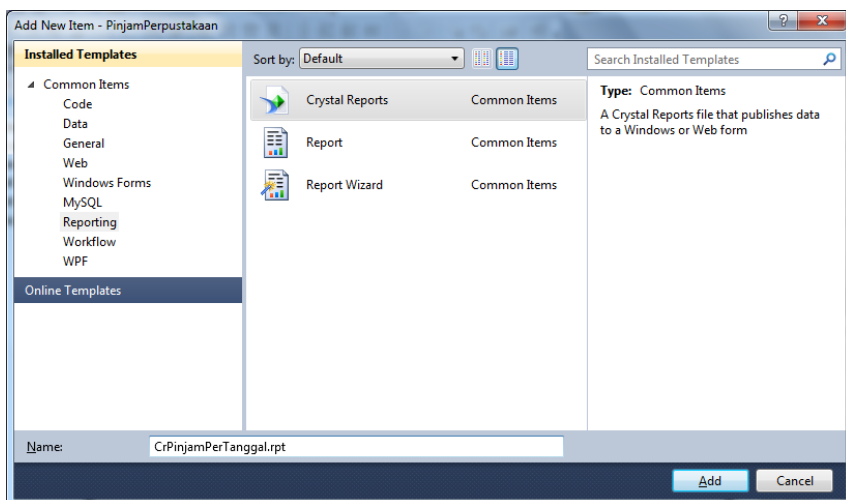 Add New Item - PinjamPerpustakaan
Installed Templates
Common Items
Code
Data
General
Web
Windows Forms
MySQL
Reporting
Workflow
WPF
Online Templates
Sort by: Default
Crystal Reports Common Items
Report Common Items
Report Wizard Common Items
Search Installed Templates
Type: Common Items
A Crystal Reports file that publishes data
to a Windows or Web form
Name: CrPinjamPerTanggal.rpt
Add Cancel